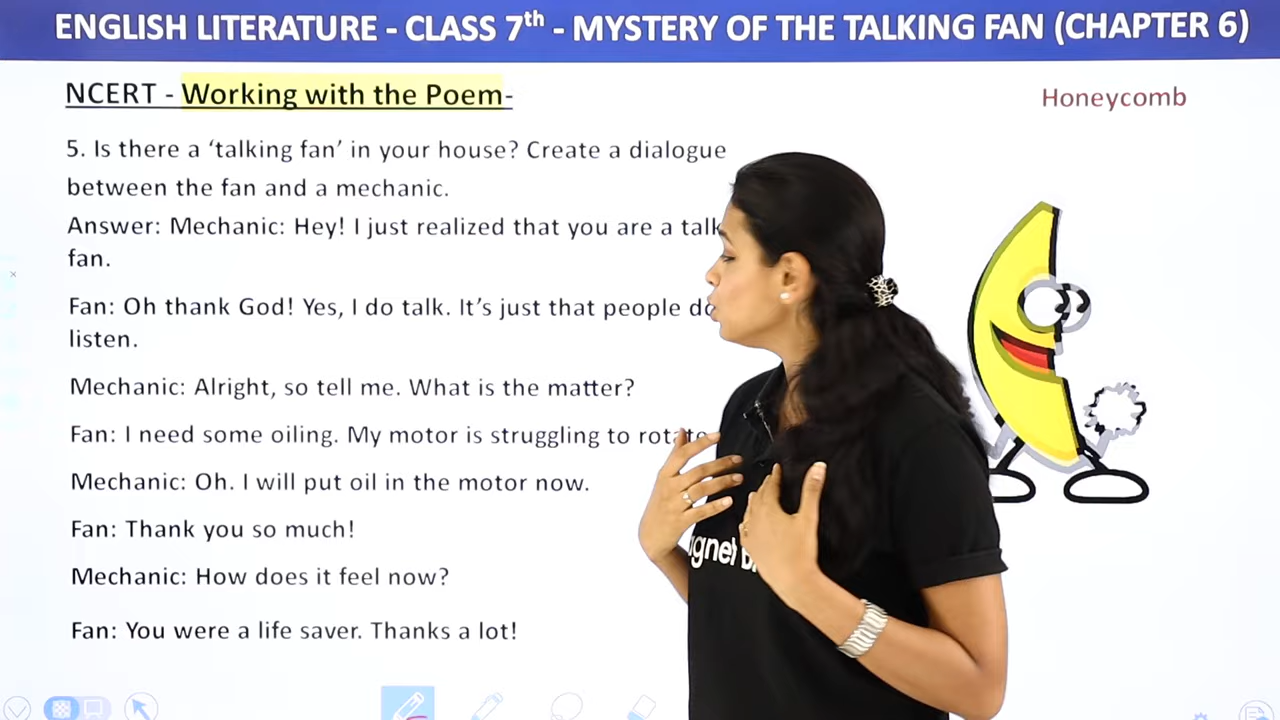 ENGLISH LITERATURE - CLASS 7th - MYSTERY OF THE TALKING FAN (CHAPTER 6)
NCERT - Working with the Poem-
Honeycomb
5. Is there a ‘talking fan’ in your house? Create a dialogue
between the fan and a mechanic.
Answer: Mechanic: Hey! I just realized that you are a talk
fan.
Fan: Oh thank God! Yes, I do talk. It’s just that people do
listen.
Mechanic: Alright, so tell me. What is the matter?
Fan: I need some oiling. My motor is struggling to rotate
Mechanic: Oh. I will put oil in the motor now.
Fan: Thank you so much!
Mechanic: How does it feel now?
Fan: You were a life saver. Thanks a lot!